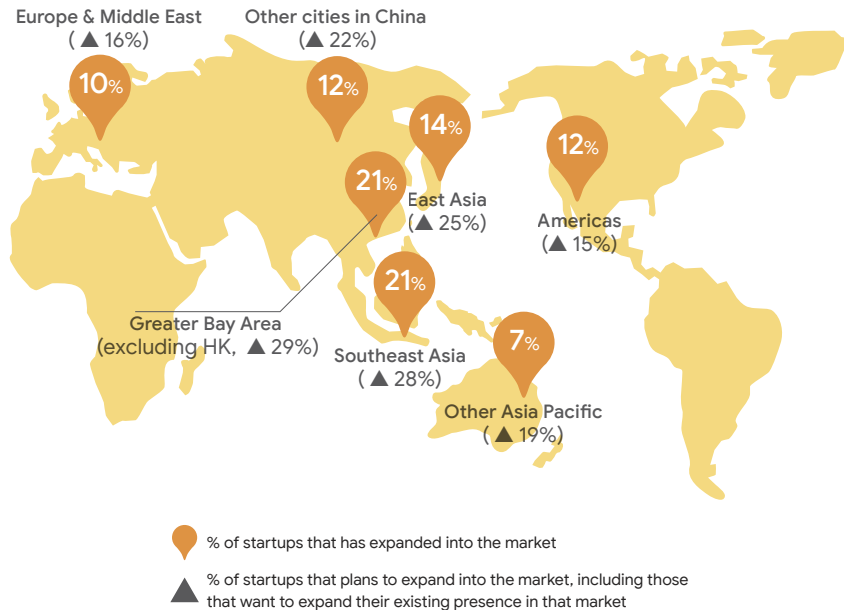 Europe & Middle East
( ▲ 16%)
10%
Other cities in China
( ▲ 22%)
12%
14%
East Asia
(▲ 25%)
21%
Greater Bay Area
(excluding HK, ▲ 29%)
21%
Southeast Asia
( ▲ 28%)
12%
Americas
(▲ 15%)
7%
Other Asia Pacific
( ▲ 19%)
% of startups that has expanded into the market
% of startups that plans to expand into the market, including those
that want to expand their existing presence in that market